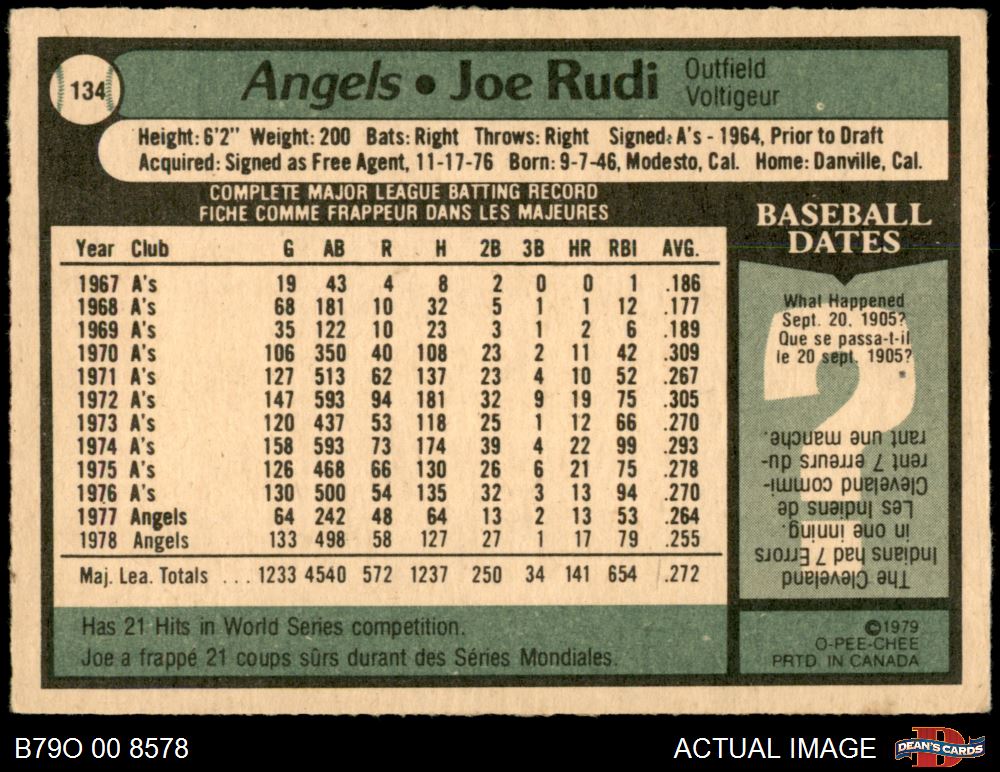 134
Angels • Joe Rudi
Outfield
Voltigeur
Height: 6'2" Weight: 200 Bats: Right Throws: Right Signed: A's - 1964, Prior to Draft
Acquired: Signed as Free Agent, 11-17-76 Born: 9-7-46, Modesto, Cal. Home: Danville, Cal.
COMPLETE MAJOR LEAGUE BATTING RECORD
FICHE COMME FRAPPEUR DANS LES MAJEURES
Year Club G AB R H 2B 3B HR RBI AVG.
1967 A's 19 43 4 8 2 0 0 1 .186
1968 A's 68 181 10 32 5 1 1 12 .177
1969 A's 35 122 10 23 3 1 2 6 .189
1970 A's 106 350 40 108 23 2 11 42 .309
1971 A's 127 513 62 137 23 4 10 52 .267
1972 A's 147 593 94 181 32 9 19 75 .305
1973 A's 120 437 53 118 25 1 12 66 .270
1974 A's 158 593 73 174 39 4 22 99 .293
1975 A's 126 468 66 130 26 6 21 75 .278
1976 A's 130 500 54 135 32 3 13 94 .270
1977 Angels 64 242 48 64 13 2 13 53 .264
1978 Angels 133 498 58 127 27 1 17 79 .255
Maj. Lea. Totals ... 1233 4540 572 1237 250 34 141 654 .272
Has 21 Hits in World Series competition.
Joe a frappé 21 coups sûrs durant des Séries Mondiales.
BASEBALL
DATES
What Happened
Sept. 20, 1905?
Que se passa-t-il
le 20 sept. 1905?
The Cleveland
Indians had 7 Errors
in one inning.
Les Indiens de
Cleveland commi-
rent 7 erreurs du-
rant une manche.
©1979
O-PEE-CHEE
PRTD. IN CANADA
B79O 00 8578
ACTUAL IMAGE
D
DEAN'S CARDS